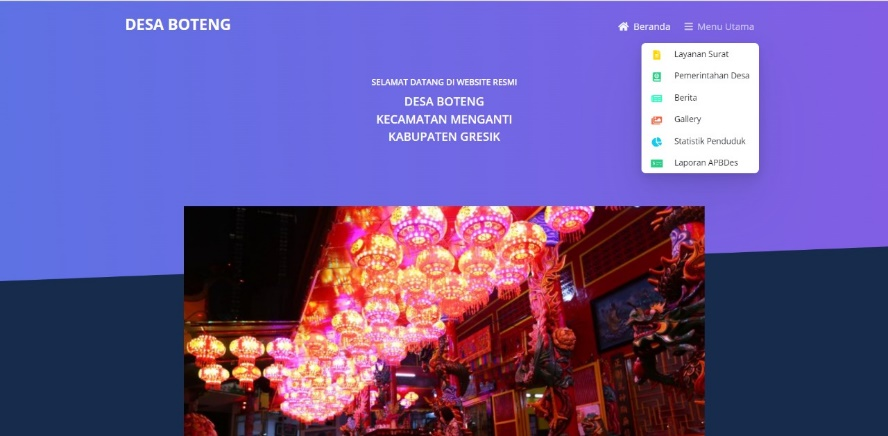 DESA BOTENG
Beranda
Menu Utama
Layanan Surat
Pemerintahan Desa
Berita
Gallery
Statistik Penduduk
Laporan APBDes
SELAMAT DATANG DI WEBSITE RESMI
DESA BOTENG
KECAMATAN MENGANTI
KABUPATEN GRESIK